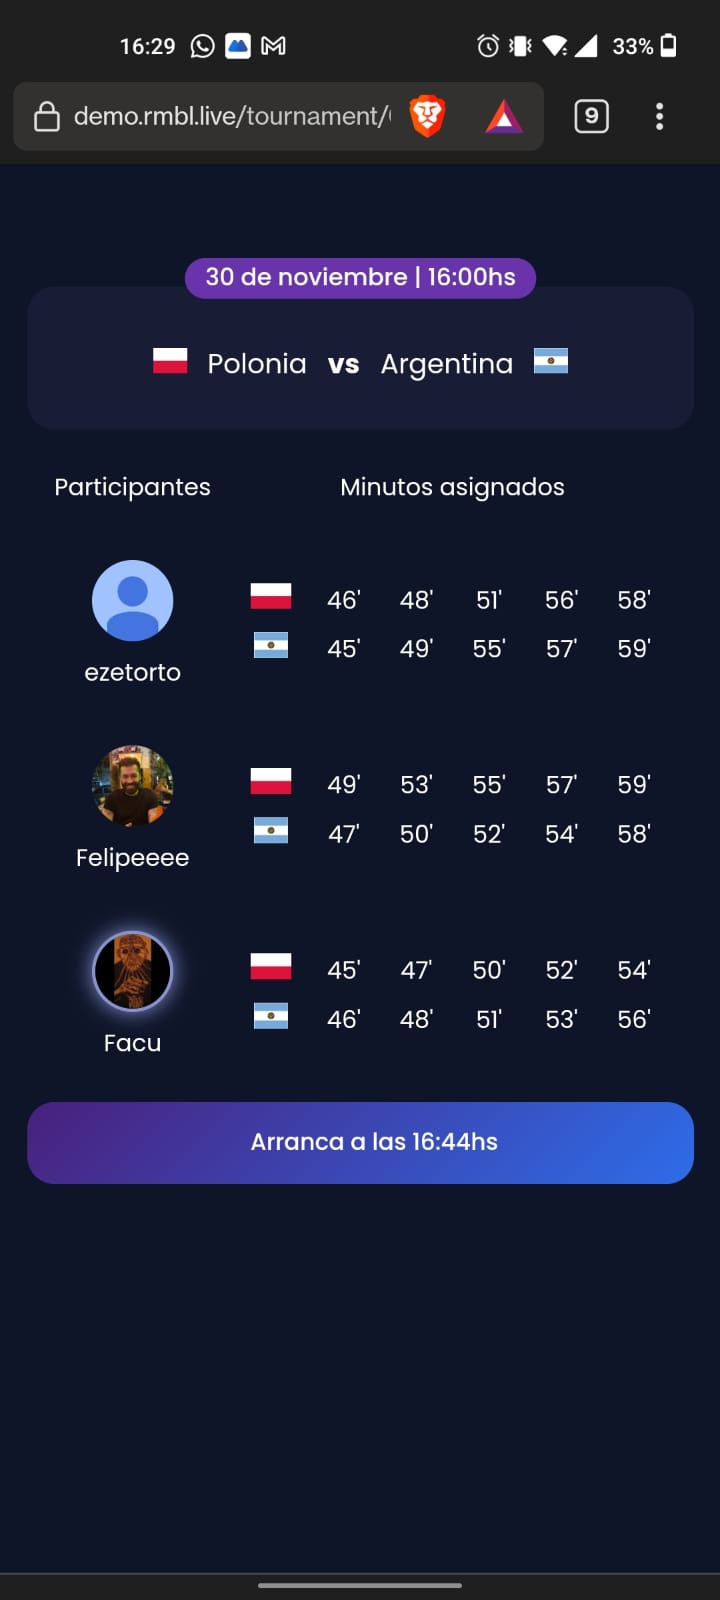 16:29
33%
demo.rmbl.live/tournament/
9
30 de noviembre | 16:00hs
Polonia vs Argentina
Participantes Minutos asignados
46' 48' 51' 56' 58'
45' 49' 55' 57' 59'
ezetorto
49' 53' 55' 57' 59'
47' 50' 52' 54' 58'
Felipeeee
45' 47' 50' 52' 54'
46' 48' 51' 53' 56'
Facu
Arranca a las 16:44hs